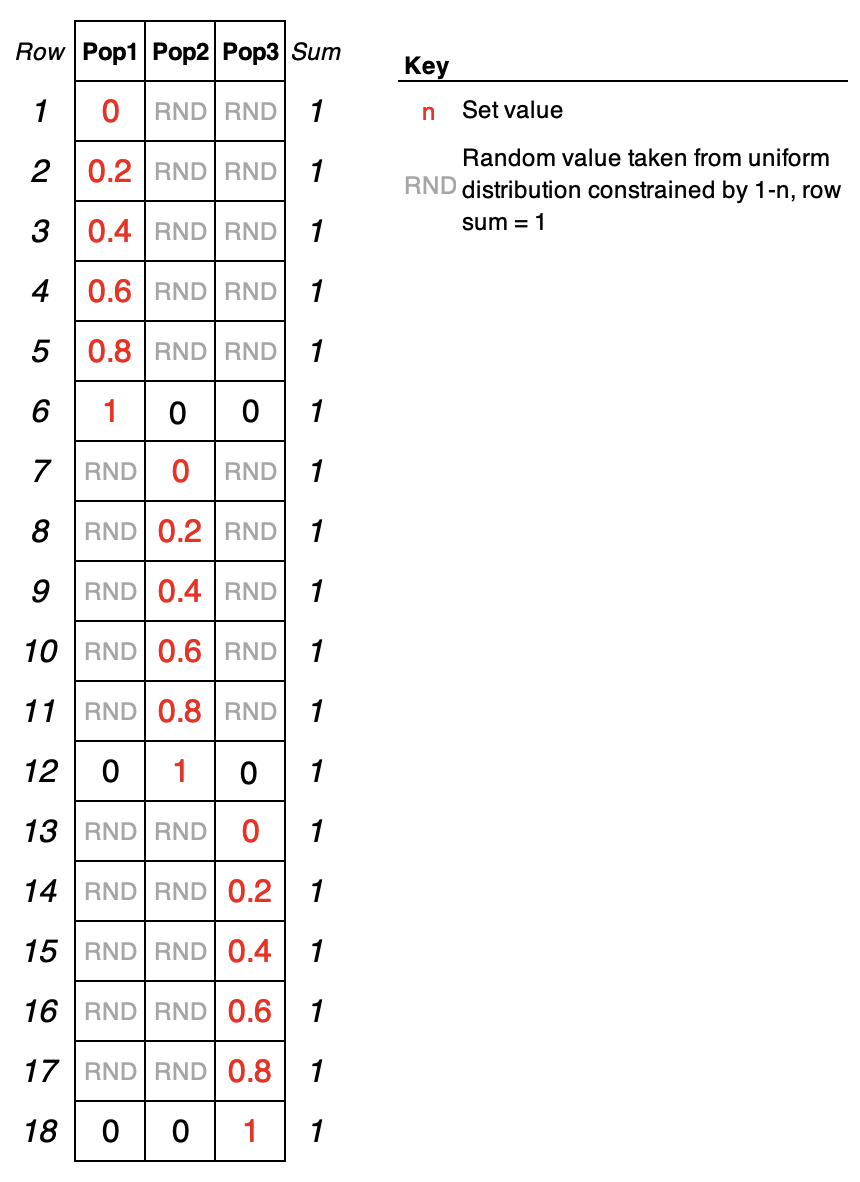 Row Pop1 Pop2 Pop3 Sum
1 0 RND RND 1
2 0.2 RND RND 1
3 0.4 RND RND 1
4 0.6 RND RND 1
5 0.8 RND RND 1
6 1 0 0 1
7 RND 0 RND 1
8 RND 0.2 RND 1
9 RND 0.4 RND 1
10 RND 0.6 RND 1
11 RND 0.8 RND 1
12 0 1 0 1
13 RND RND 0 1
14 RND RND 0.2 1
15 RND RND 0.4 1
16 RND RND 0.6 1
17 RND RND 0.8 1
18 0 0 1 1
Key
n Set value
Random value taken from uniform
RND distribution constrained by 1-n, row
sum = 1